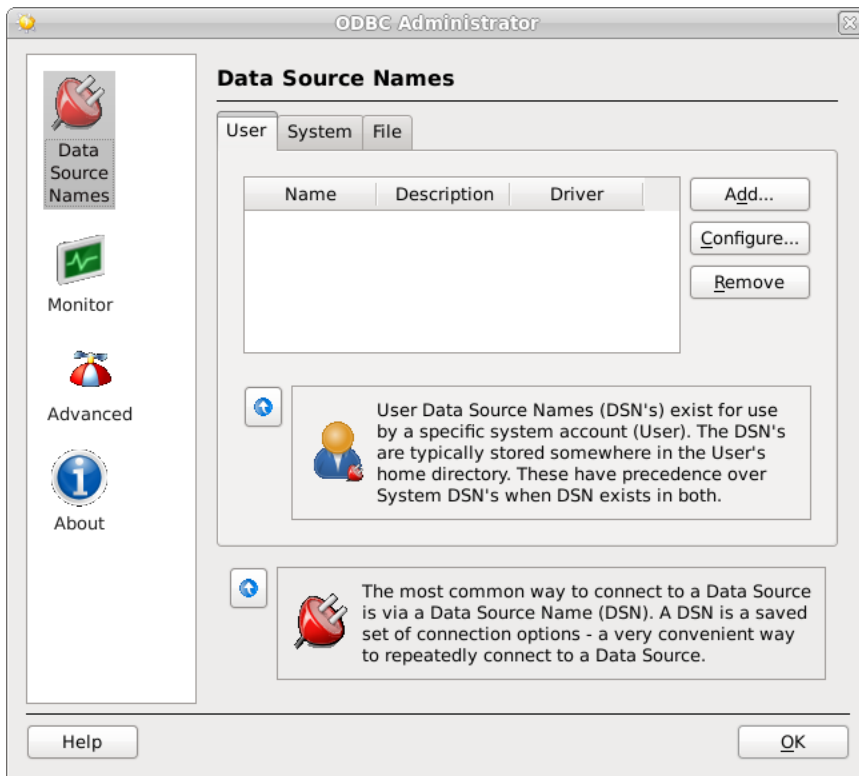 ODBC Administrator
Data
Source
Names
Monitor
Advanced
About
Data Source Names
User System File
Name Description Driver
Add...
Configure...
Remove
User Data Source Names (DSN's) exist for use
by a specific system account (User). The DSN's
are typically stored somewhere in the User's
home directory. These have precedence over
System DSN's when DSN exists in both.
The most common way to connect to a Data Source
is via a Data Source Name (DSN). A DSN is a saved
set of connection options - a very convenient way
to repeatedly connect to a Data Source.
Help
OK